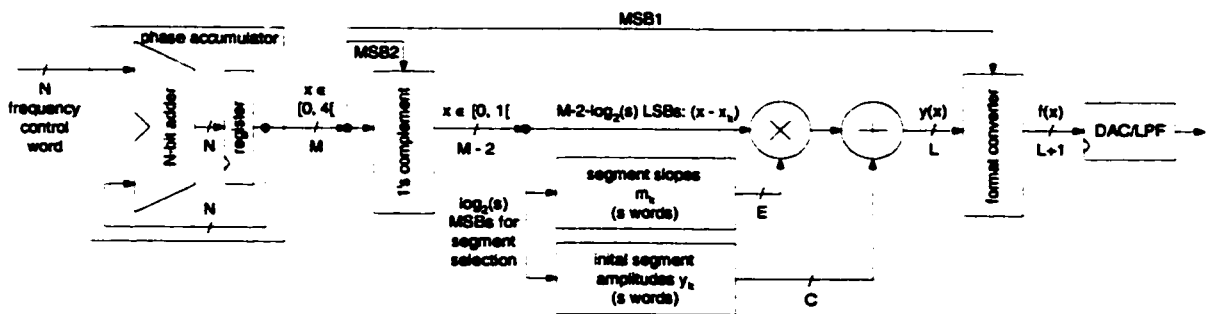 MSB1
phase accumulator
MSB2
N
frequency
control
word
N-bit adder
N
register
N
x ∈
[0, 4[
M
1's complement
x ∈ [0, 1[
M-2
M-2-log₂(s) LSBs: (x - xₖ)
log₂(s)
MSBs for
segment
selection
segment slopes
mₖ
(s words)
E
inital segment
amplitudes yₖ
(s words)
C
y(x)
L
format converter
f(x)
L+1
DAC/LPF